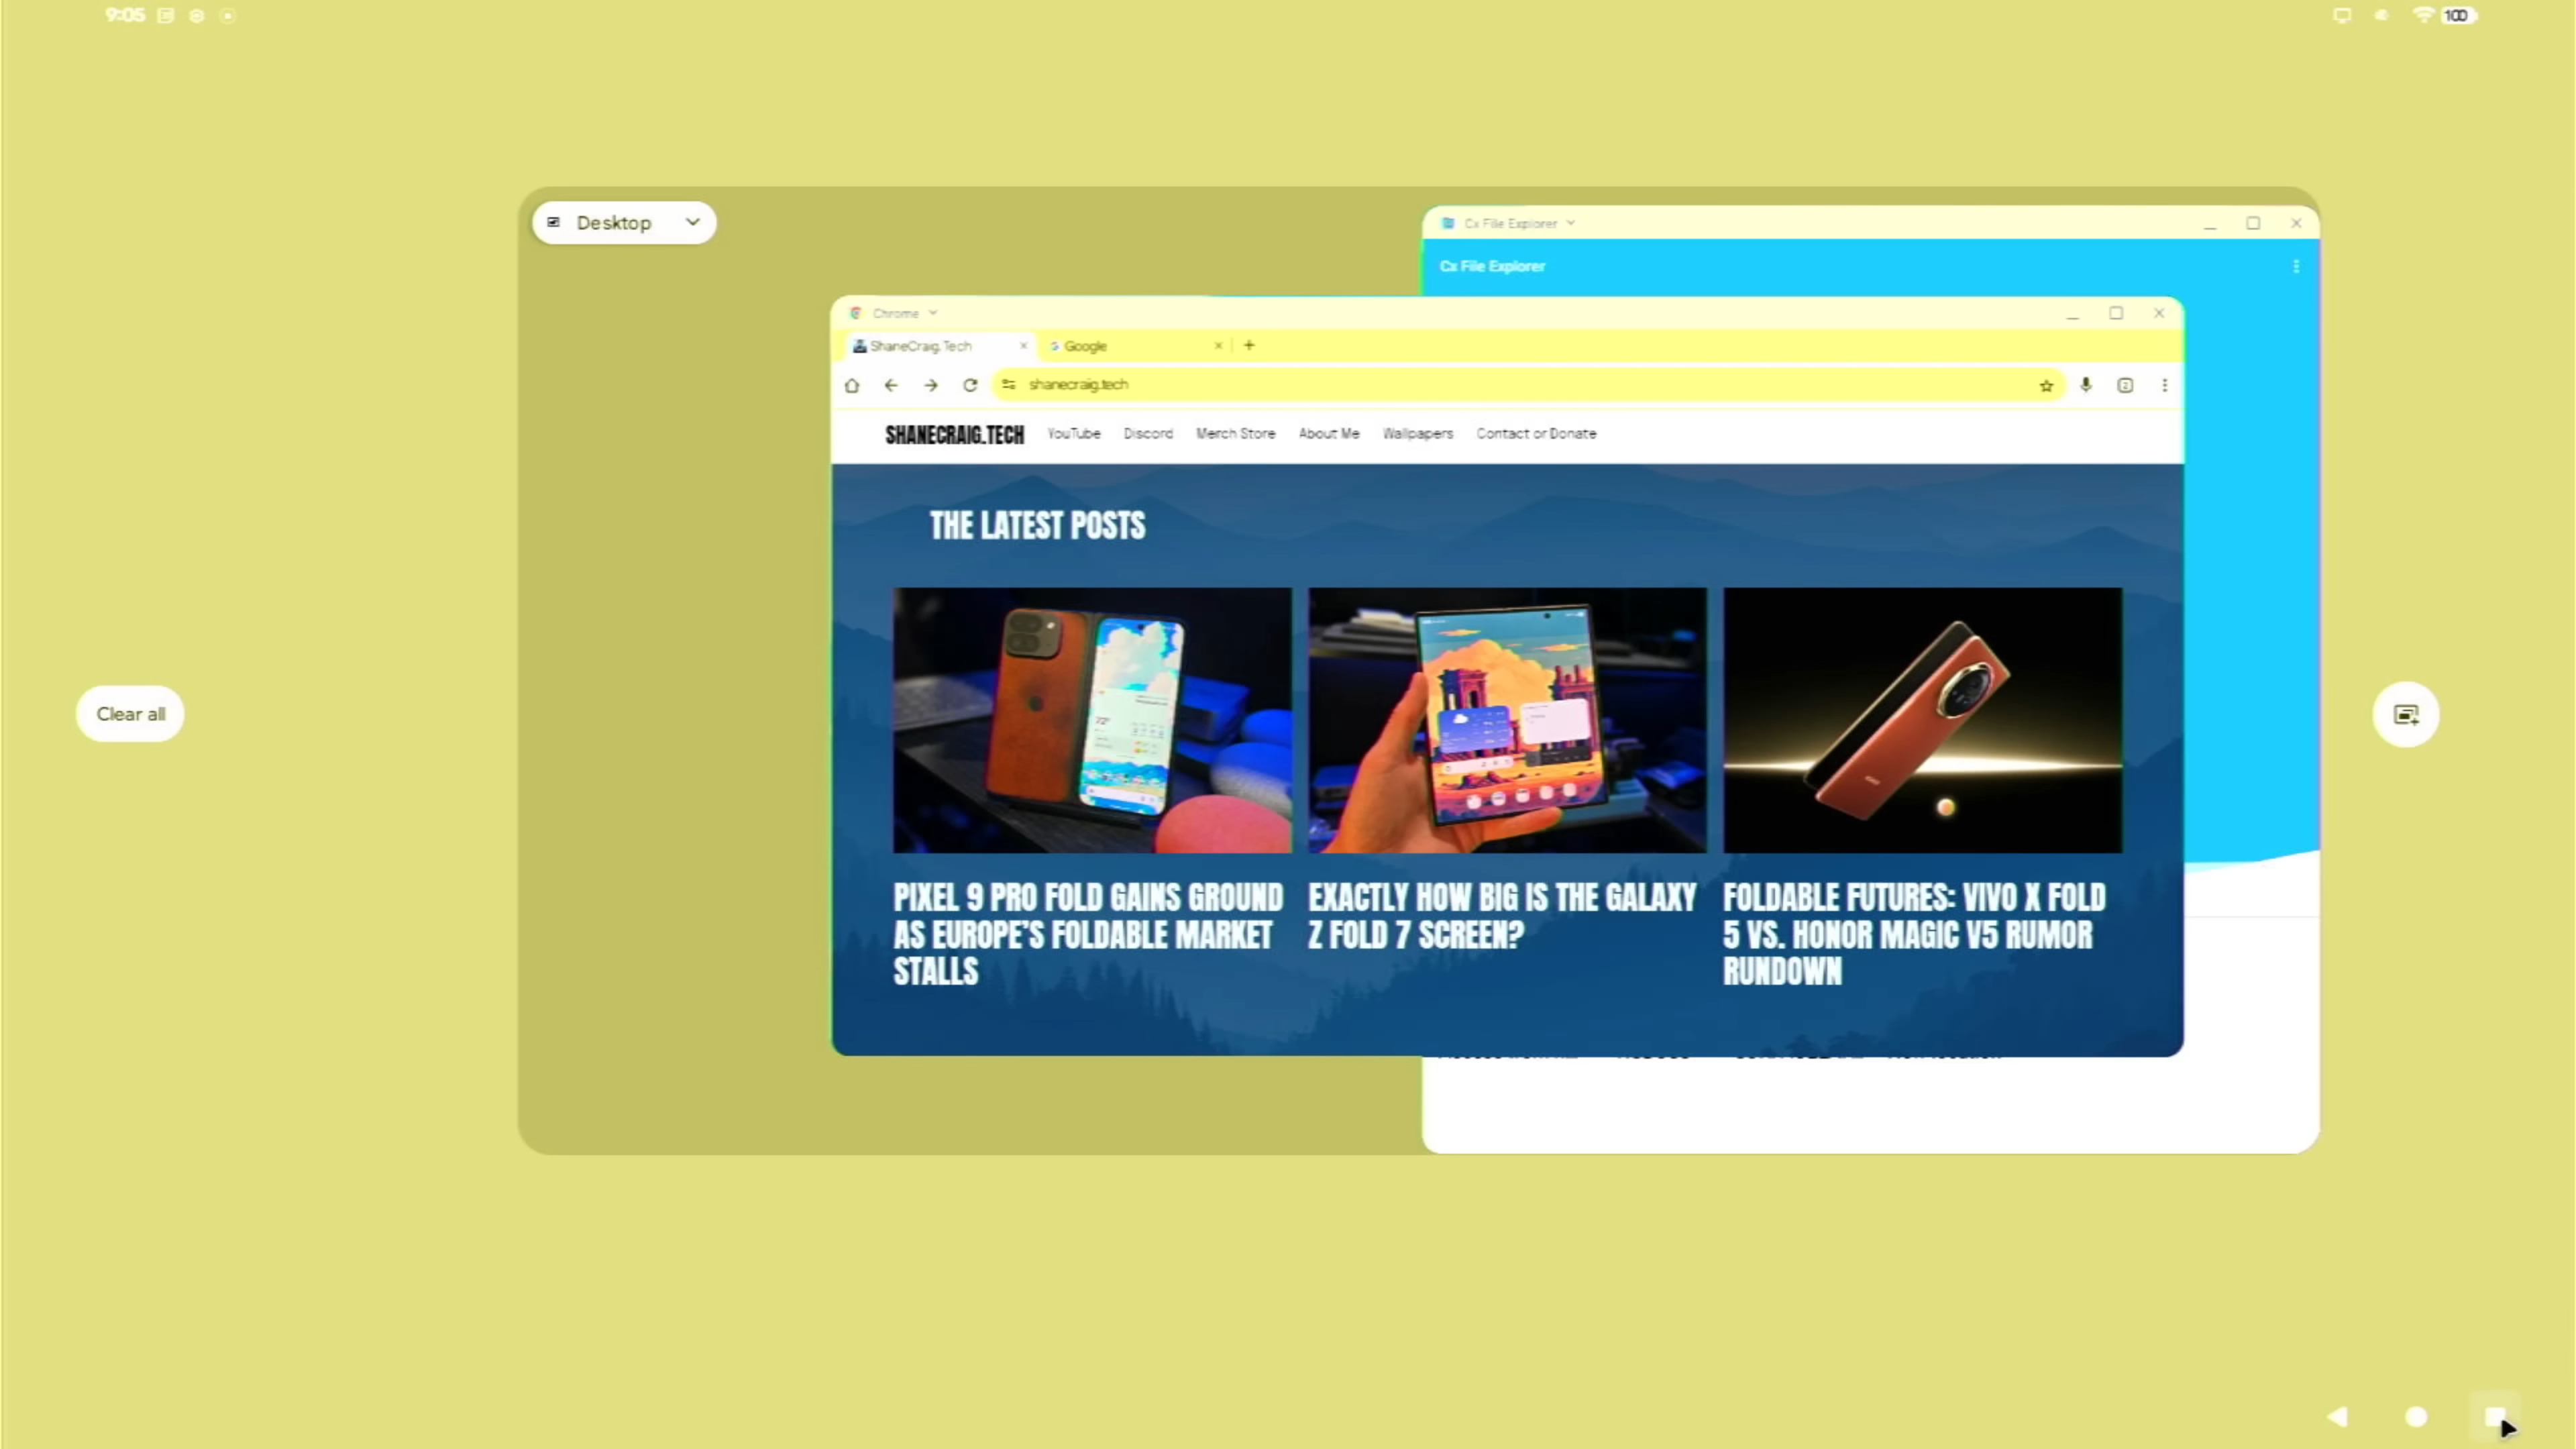 9:05
100
Desktop
Cx File Explorer
Cx File Explorer
Chrome
ShaneCraig.Tech
Google
shanecraig.tech
2
SHANECRAIG.TECH YouTube Discord Merch Store About Me Wallpapers Contact or Donate
THE LATEST POSTS
Clear all
PIXEL 9 PRO FOLD GAINS GROUND
AS EUROPE'S FOLDABLE MARKET
STALLS
EXACTLY HOW BIG IS THE GALAXY
Z FOLD 7 SCREEN?
FOLDABLE FUTURES: VIVO X FOLD
5 VS. HONOR MAGIC V5 RUMOR
RUNDOWN